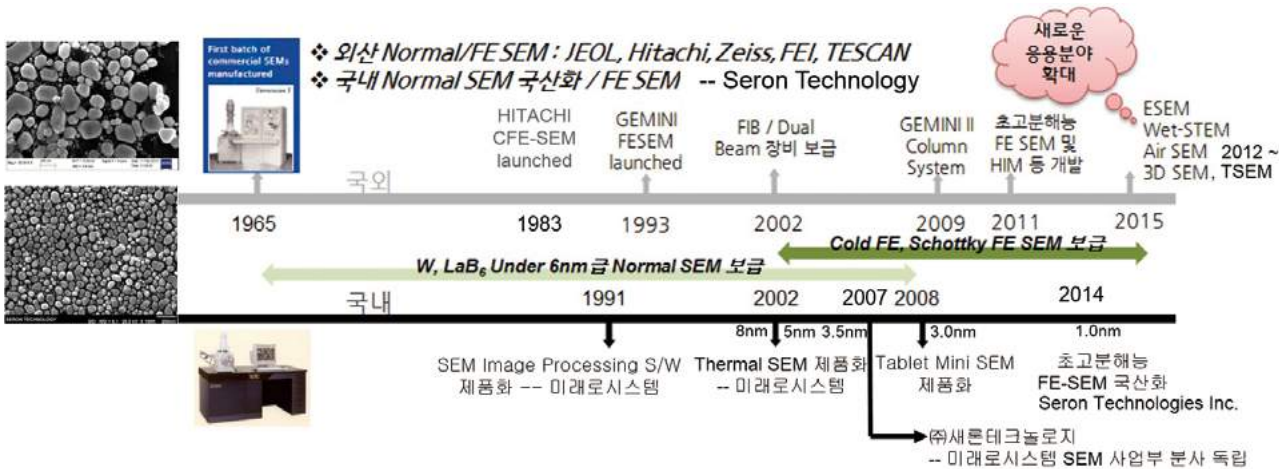 First batch of
commercial SEMs
manufactured
❖ 외산 Normal/FE SEM : JEOL, Hitachi, Zeiss, FEI, TESCAN
❖ 국내 Normal SEM 국산화 / FE SEM -- Seron Technology
새로운
응용분야
확대
HITACHI
CFE-SEM
launched
GEMINI
FESEM
launched
FIB / Dual
Beam 장비 보급
GEMINI II
Column
System
초고분해능
FE SEM 및
HIM 등 개발
ESEM
Wet-STEM
Air SEM 2012 ~
3D SEM, TSEM
국외
1965 1983 1993 2002 2009 2011 2015
Cold FE, Schottky FE SEM 보급
W, LaB₆ Under 6nm급 Normal SEM 보급
국내
1991 2002 2007 2008 2014
8nm 5nm 3.5nm 3.0nm 1.0nm
SEM Image Processing S/W
제품화 -- 미래로시스템
Thermal SEM 제품화
-- 미래로시스템
Tablet Mini SEM
제품화
초고분해능
FE-SEM 국산화
Seron Technologies Inc.
㈜새론테크놀로지
-- 미래로시스템 SEM 사업부 분사 독립
SERON TECHNOLOGY